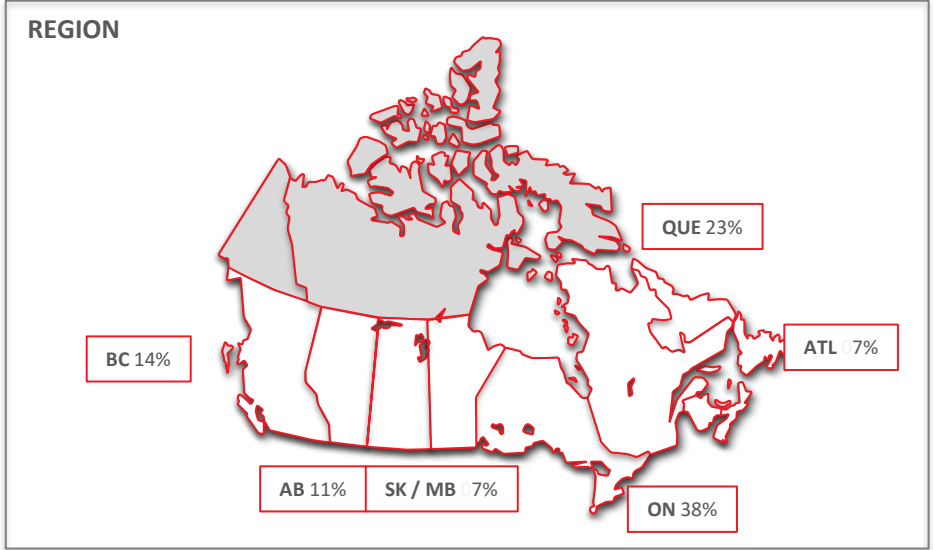 REGION
QUE 23%
BC 14%
ATL 07%
AB 11%
SK / MB 07%
ON 38%